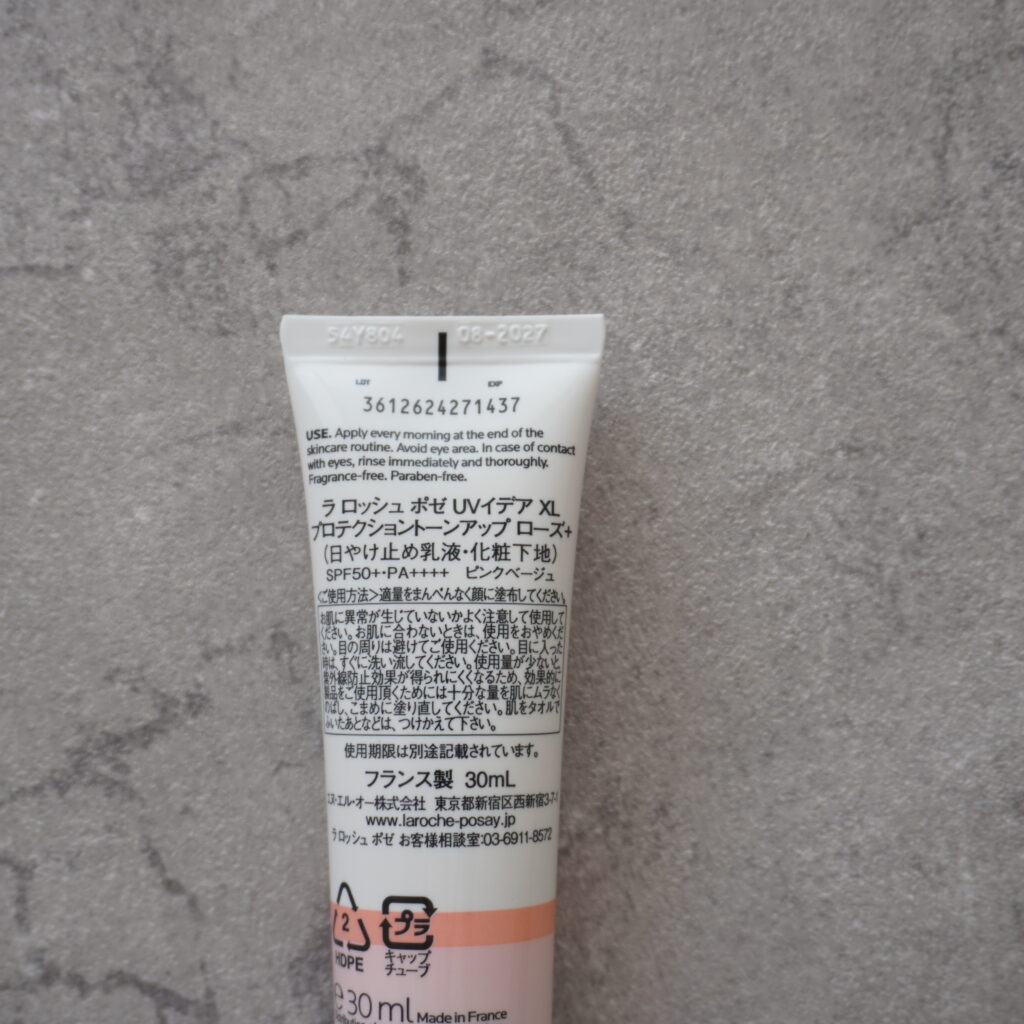 54Y804 08-2027
LOT EXP
3612624271437
USE. Apply every morning at the end of the
skincare routine. Avoid eye area. In case of contact
with eyes, rinse immediately and thoroughly.
Fragrance-free. Paraben-free.
ラ ロッシュ ポゼ UVイデア XL
プロテクショントーンアップ ローズ+
(日やけ止め乳液・化粧下地)
SPF50+・PA++++ ピンクベージュ
<ご使用方法>適量をまんべんなく顔に塗布してください。
お肌に異常が生じていないかよく注意して使用して
ください。お肌に合わないときは、使用をおやめくだ
さい。目の周りは避けてご使用ください。目に入った
時は、すぐに洗い流してください。使用量が少ないと
紫外線防止効果が得られにくくなるため、効果的に
製品をご使用頂くためには十分な量を肌にムラなく
のばし、こまめに塗り直してください。肌をタオルで
ふいたあとなどは、つけかえて下さい。
使用期限は別途記載されています。
フランス製 30mL
エヌ・エル・オー株式会社 東京都新宿区西新宿3-7-1
www.laroche-posay.jp
ラ ロッシュ ポゼ お客様相談室:03-6911-8572
2 プラ
HDPE キャップ
チューブ
e 30 ml Made in France